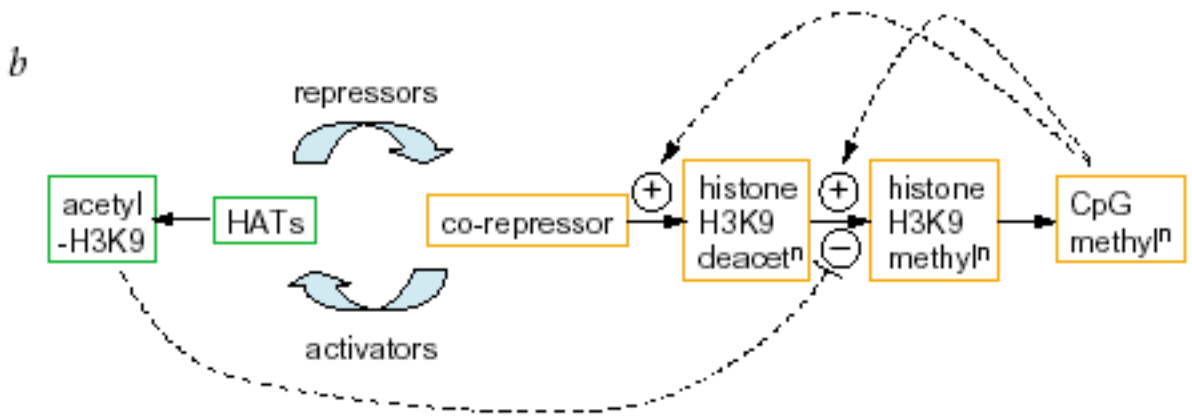 b
repressors
acetyl
-H3K9
HATs
co-repressor
+
histone
H3K9
deacetⁿ
+
−
histone
H3K9
methylⁿ
CpG
methylⁿ
activators